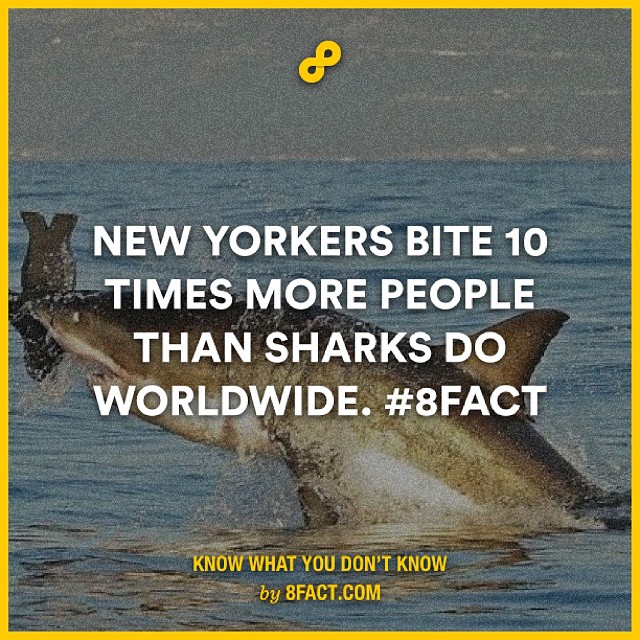 NEW YORKERS BITE 10
TIMES MORE PEOPLE
THAN SHARKS DO
WORLDWIDE. #8FACT
KNOW WHAT YOU DON'T KNOW
by 8FACT.COM